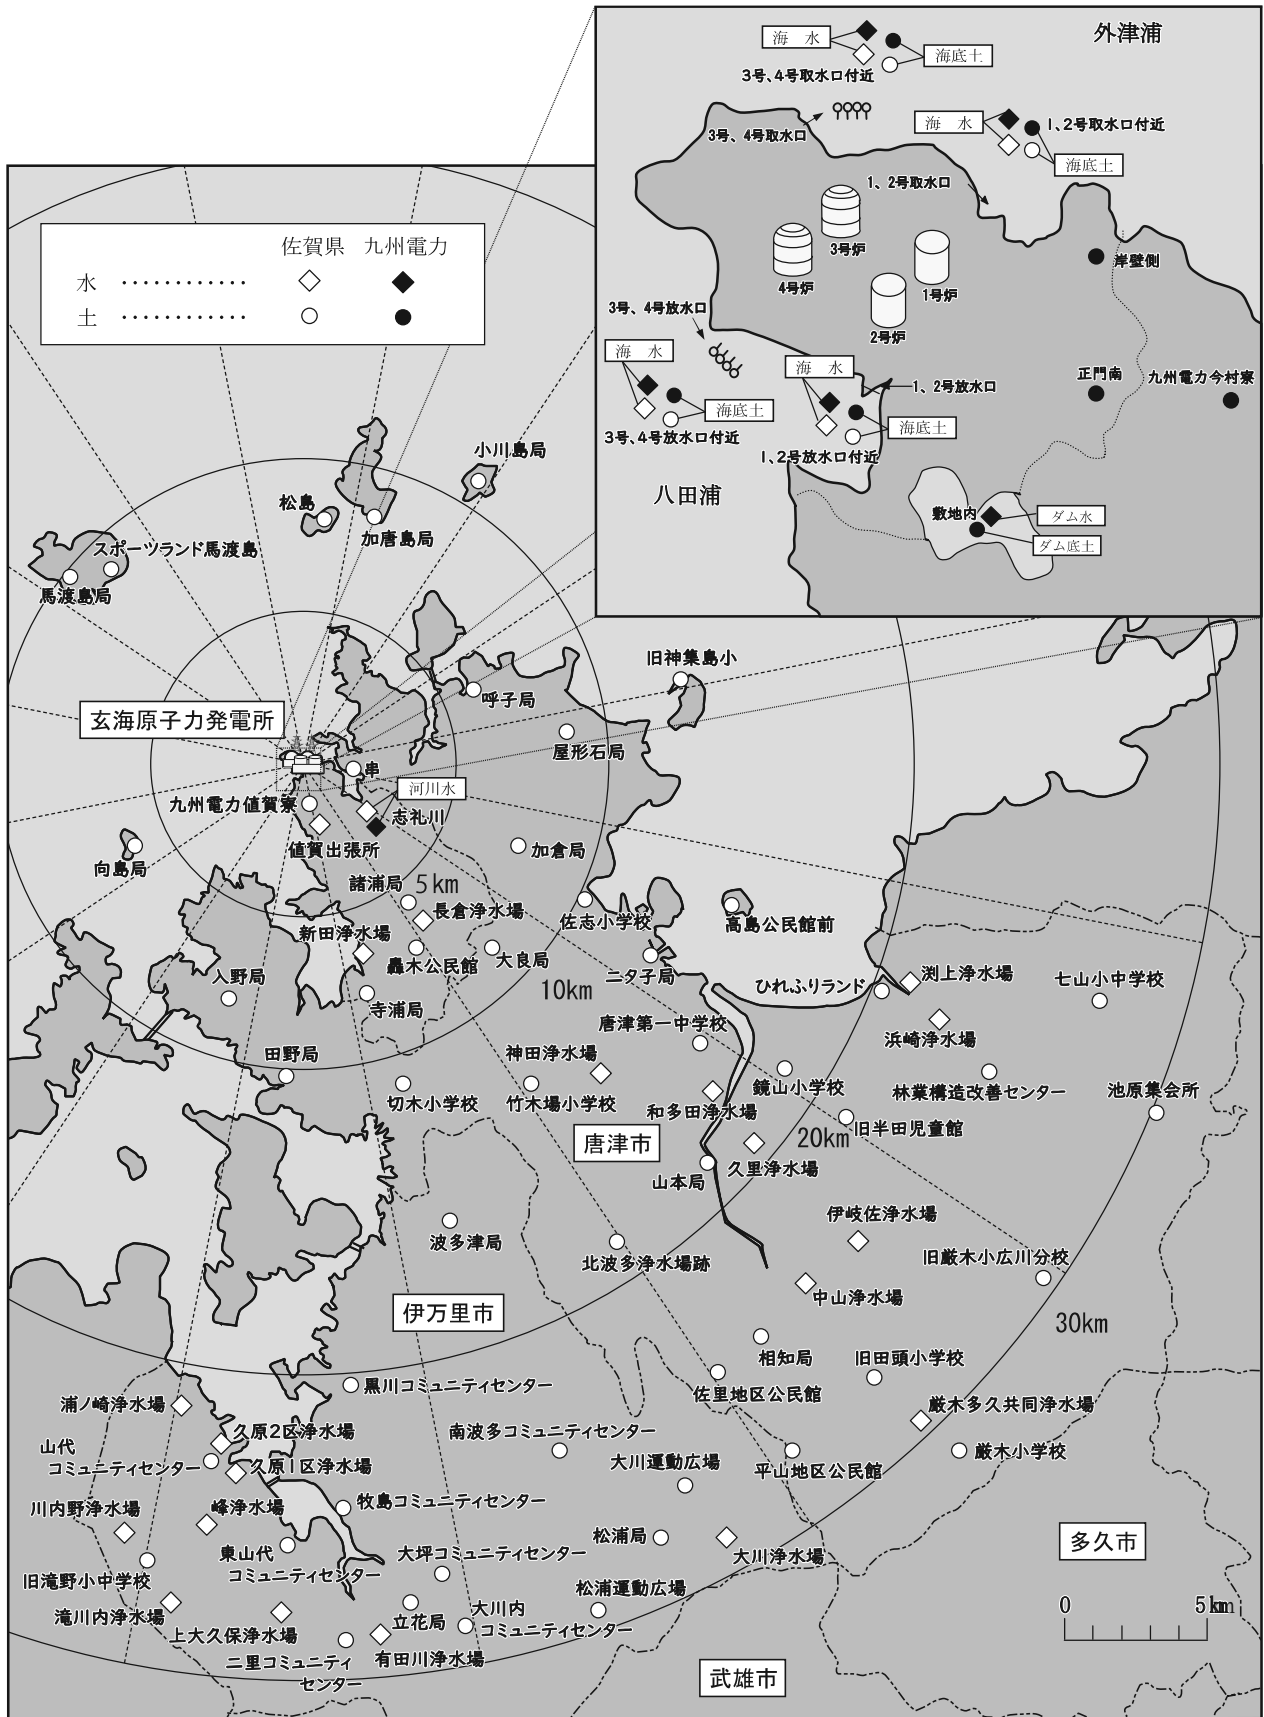 海　水
海底土
3号、4号取水口付近
外津浦
海　水
1、2号取水口付近
海底土
3号、4号取水口
1、2号取水口
3号炉
4号炉
1号炉
2号炉
岸壁側
3号、4号放水口
海　水
海底土
3号、4号放水口付近
海　水
1、2号放水口
海底土
1、2号放水口付近
正門南
九州電力今村寮
八田浦
敷地内
ダム水
ダム底土
佐賀県　九州電力
水 …………
土 …………
小川島局
松島
加唐島局
スポーツランド馬渡島
馬渡島局
旧神集島小
呼子局
玄海原子力発電所
屋形石局
串
河川水
九州電力値賀寮
志礼川
値賀出張所
加倉局
向島局
諸浦局
5km
長倉浄水場
佐志小学校
高島公民館前
新田浄水場
轟木公民館
大良局
二タ子局
入野局
10km
ひれふりランド
渕上浄水場
七山小中学校
寺浦局
唐津第一中学校
浜崎浄水場
田野局
神田浄水場
切木小学校
竹木場小学校
和多田浄水場
鏡山小学校
林業構造改善センター
池原集会所
唐津市
20km
旧半田児童館
久里浄水場
山本局
波多津局
伊岐佐浄水場
北波多浄水場跡
旧厳木小広川分校
中山浄水場
伊万里市
30km
相知局
旧田頭小学校
黒川コミュニティセンター
佐里地区公民館
浦ノ崎浄水場
厳木多久共同浄水場
久原2区浄水場
南波多コミュニティセンター
山代
コミュニティセンター
久原1区浄水場
大川運動広場
平山地区公民館
厳木小学校
川内野浄水場
峰浄水場
牧島コミュニティセンター
松浦局
大川浄水場
多久市
東山代
コミュニティセンター
大坪コミュニティセンター
旧滝野小中学校
松浦運動広場
滝川内浄水場
上大久保浄水場
立花局
大川内
コミュニティセンター
0　5km
二里コミュニティ
センター
有田川浄水場
武雄市